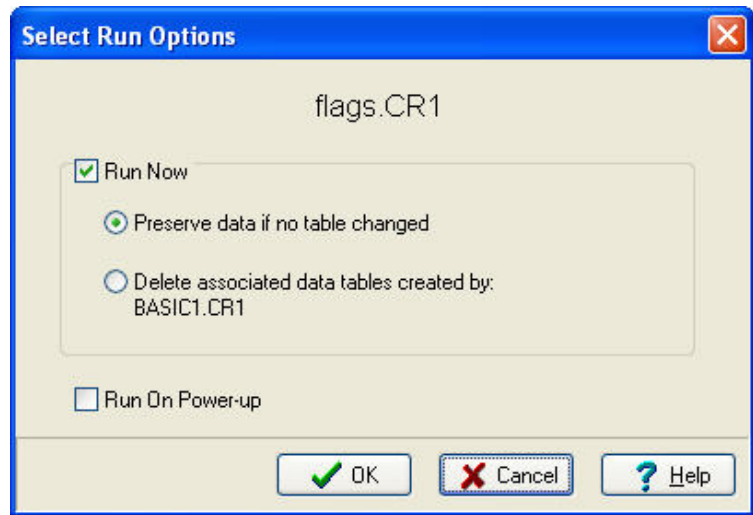 Select Run Options
flags.CR1
Run Now
Preserve data if no table changed
Delete associated data tables created by:
BASIC1.CR1
Run On Power-up
OK
Cancel
Help